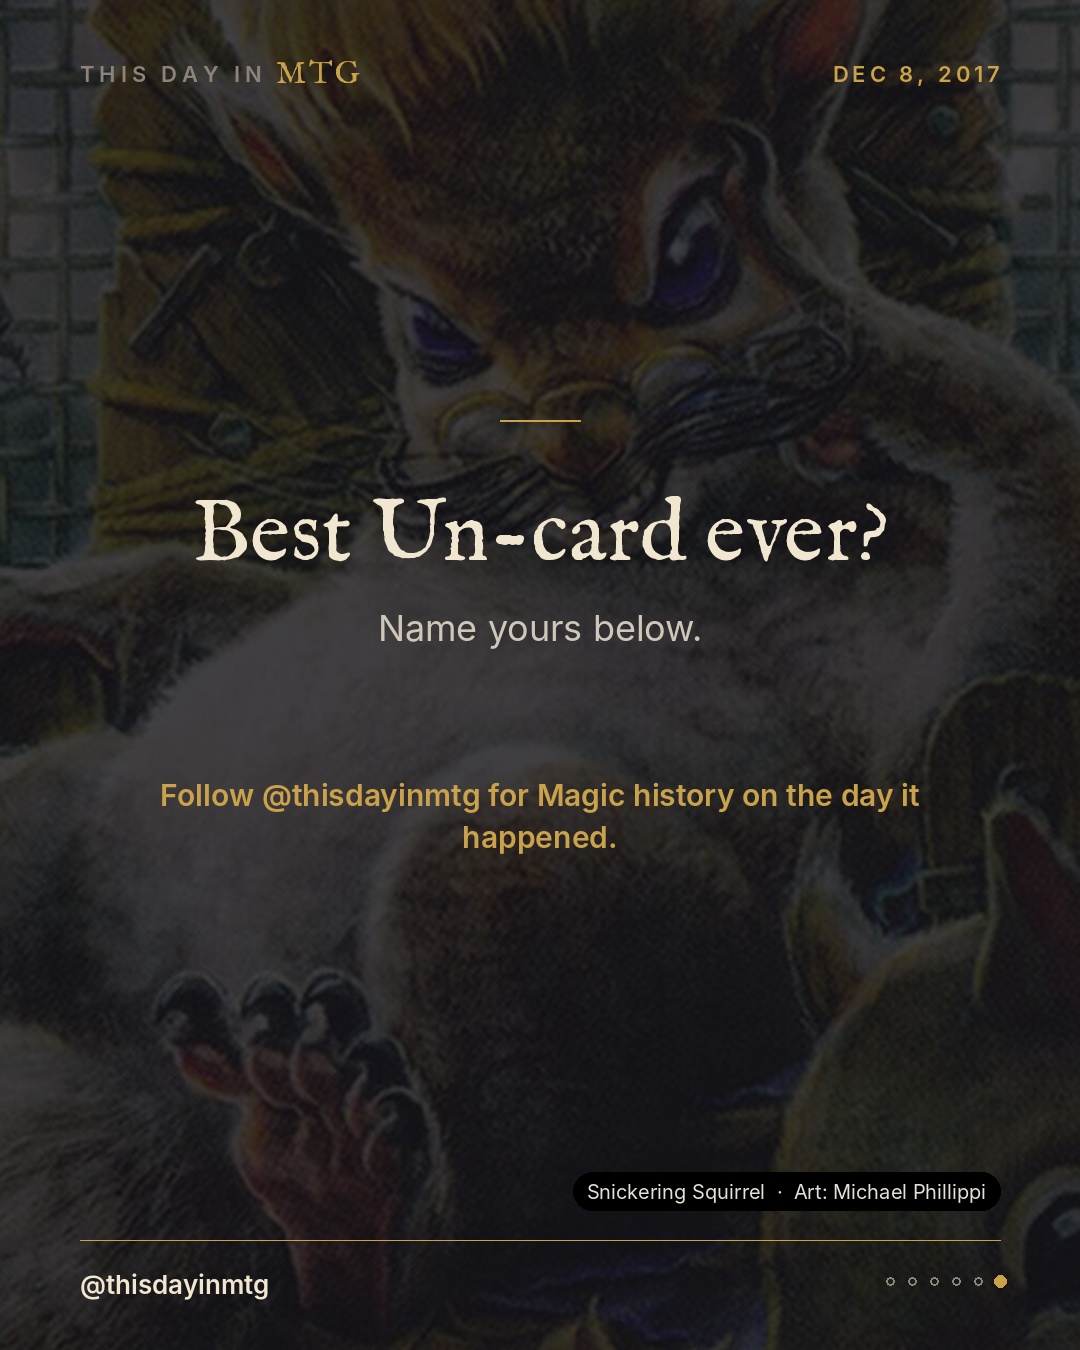 THIS DAY IN MTG
DEC 8, 2017
Best Un-card ever?
Name yours below.
Follow @thisdayinmtg for Magic history on the day it
happened.
Snickering Squirrel · Art: Michael Phillippi
@thisdayinmtg